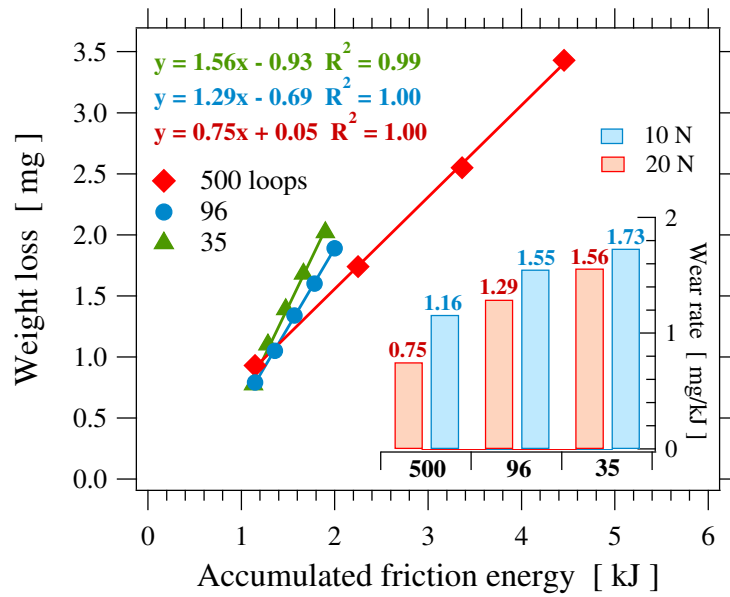 y = 1.56x - 0.93 R² = 0.99
y = 1.29x - 0.69 R² = 1.00
y = 0.75x + 0.05 R² = 1.00
500 loops
96
35
10 N
20 N
Weight loss [ mg ]
3.5
3.0
2.5
2.0
1.5
1.0
0.5
0.0
0 1 2 3 4 5 6
Accumulated friction energy [ kJ ]
0.75 1.16 1.29 1.55 1.56 1.73
500 96 35
2
1
0
Wear rate [ mg/kJ ]